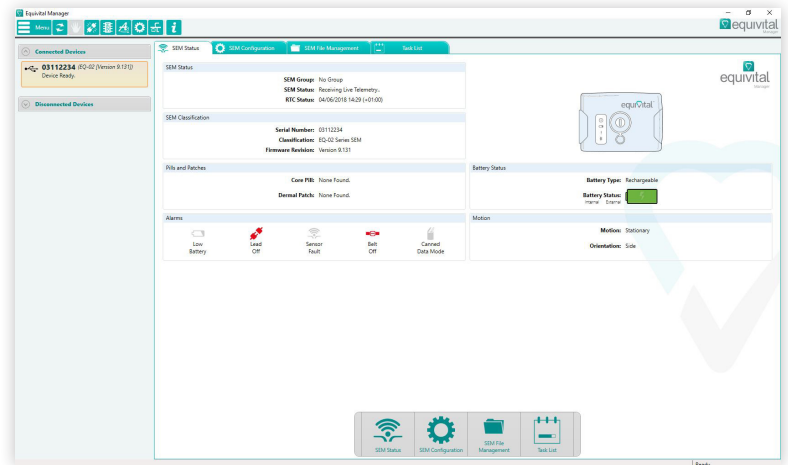 Equivital Manager
Menu
equivital
Manager
Connected Devices
03112234 (EQ-02 [Version 9.131])
Device Ready.
Disconnected Devices
SEM Status
SEM Configuration
SEM File Management
Task List
equivital
Manager
SEM Status
SEM Group: No Group
SEM Status: Receiving Live Telemetry..
RTC Status: 04/06/2018 14:29 (+01:00)
equivital
SEM Classification
Serial Number: 03112234
Classification: EQ-02 Series SEM
Firmware Revision: Version 9.131
Pills and Patches
Core Pill: None Found.
Dermal Patch: None Found.
Battery Status
Battery Type: Rechargeable
Battery Status:
Internal External
Alarms
Low
Battery
Lead
Off
Sensor
Fault
Belt
Off
Canned
Data Mode
Motion
Motion: Stationary
Orientation: Side
SEM Status
SEM Configuration
SEM File
Management
Task List
Ready